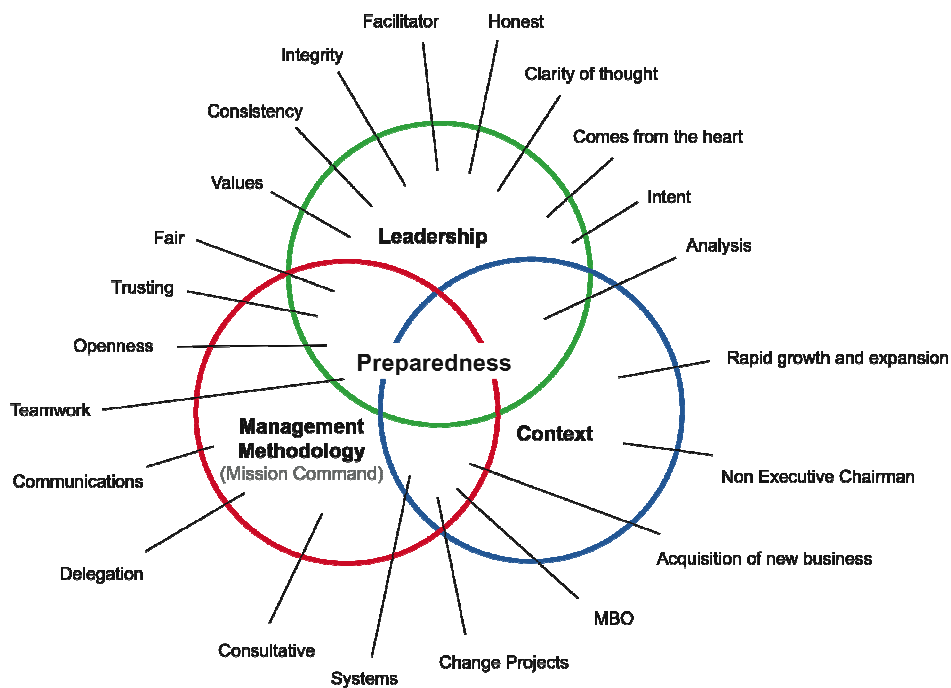 Facilitator
Honest
Integrity
Clarity of thought
Consistency
Comes from the heart
Values
Intent
Leadership
Fair
Analysis
Trusting
Openness
Rapid growth and expansion
Preparedness
Teamwork
Management
Methodology
(Mission Command)
Context
Communications
Non Executive Chairman
Acquisition of new business
Delegation
MBO
Consultative
Change Projects
Systems